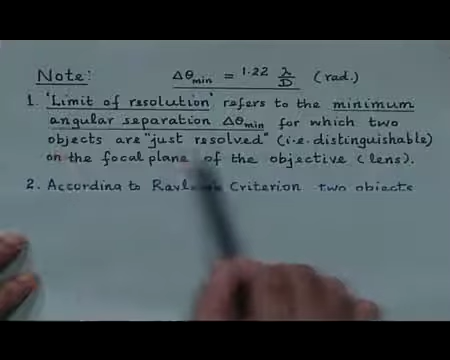 Note: Δθmin = 1.22 λ/D (rad.)
1. 'Limit of resolution' refers to the minimum
angular separation Δθmin for which two
objects are "just resolved" (i.e. distinguishable)
on the focal plane of the objective (lens).
2. According to Criterion two objects